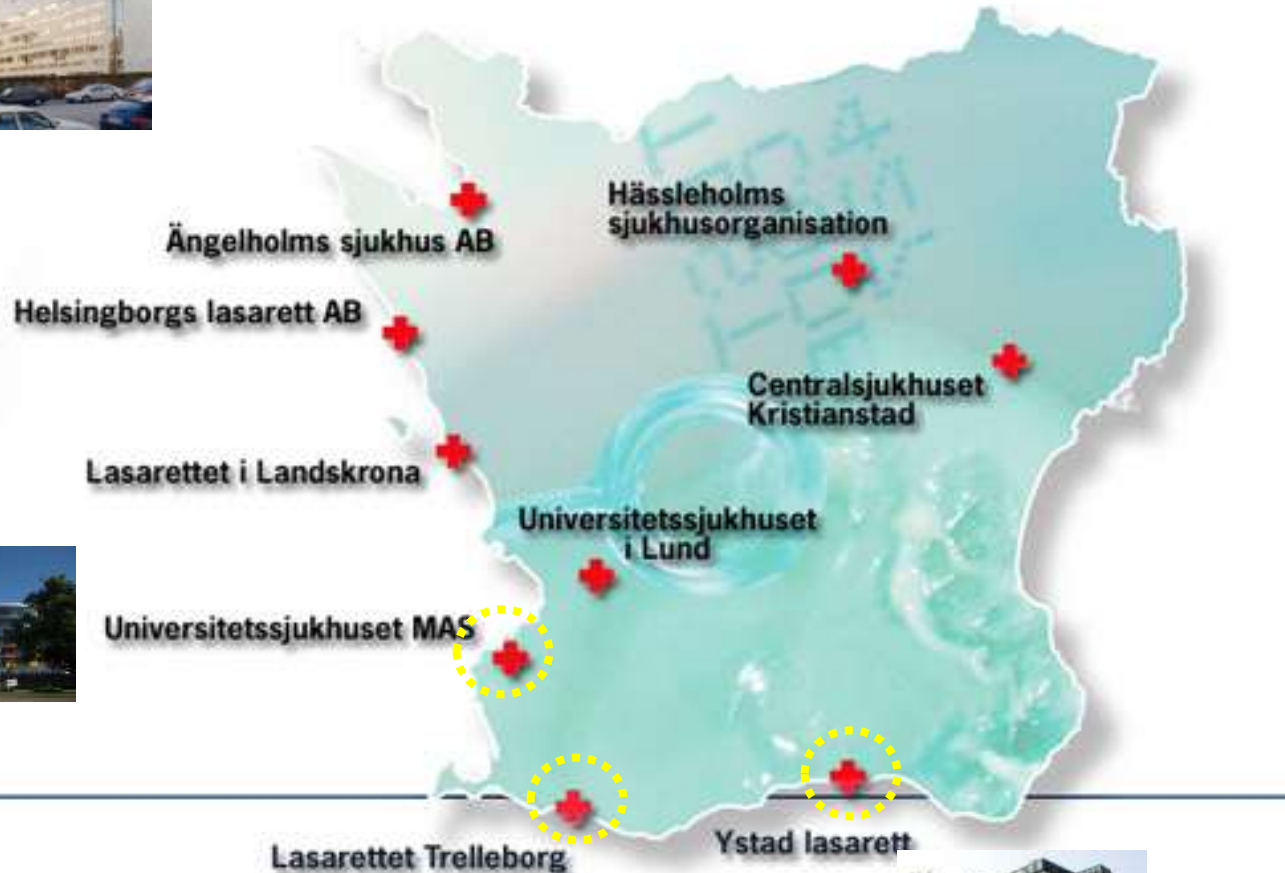 Hässleholms
sjukhusorganisation
Ängelholms sjukhus AB
Helsingborgs lasarett AB
Centralsjukhuset
Kristianstad
Lasarettet i Landskrona
Universitetssjukhuset
i Lund
Universitetssjukhuset MAS
Ystad lasarett
Lasarettet Trelleborg